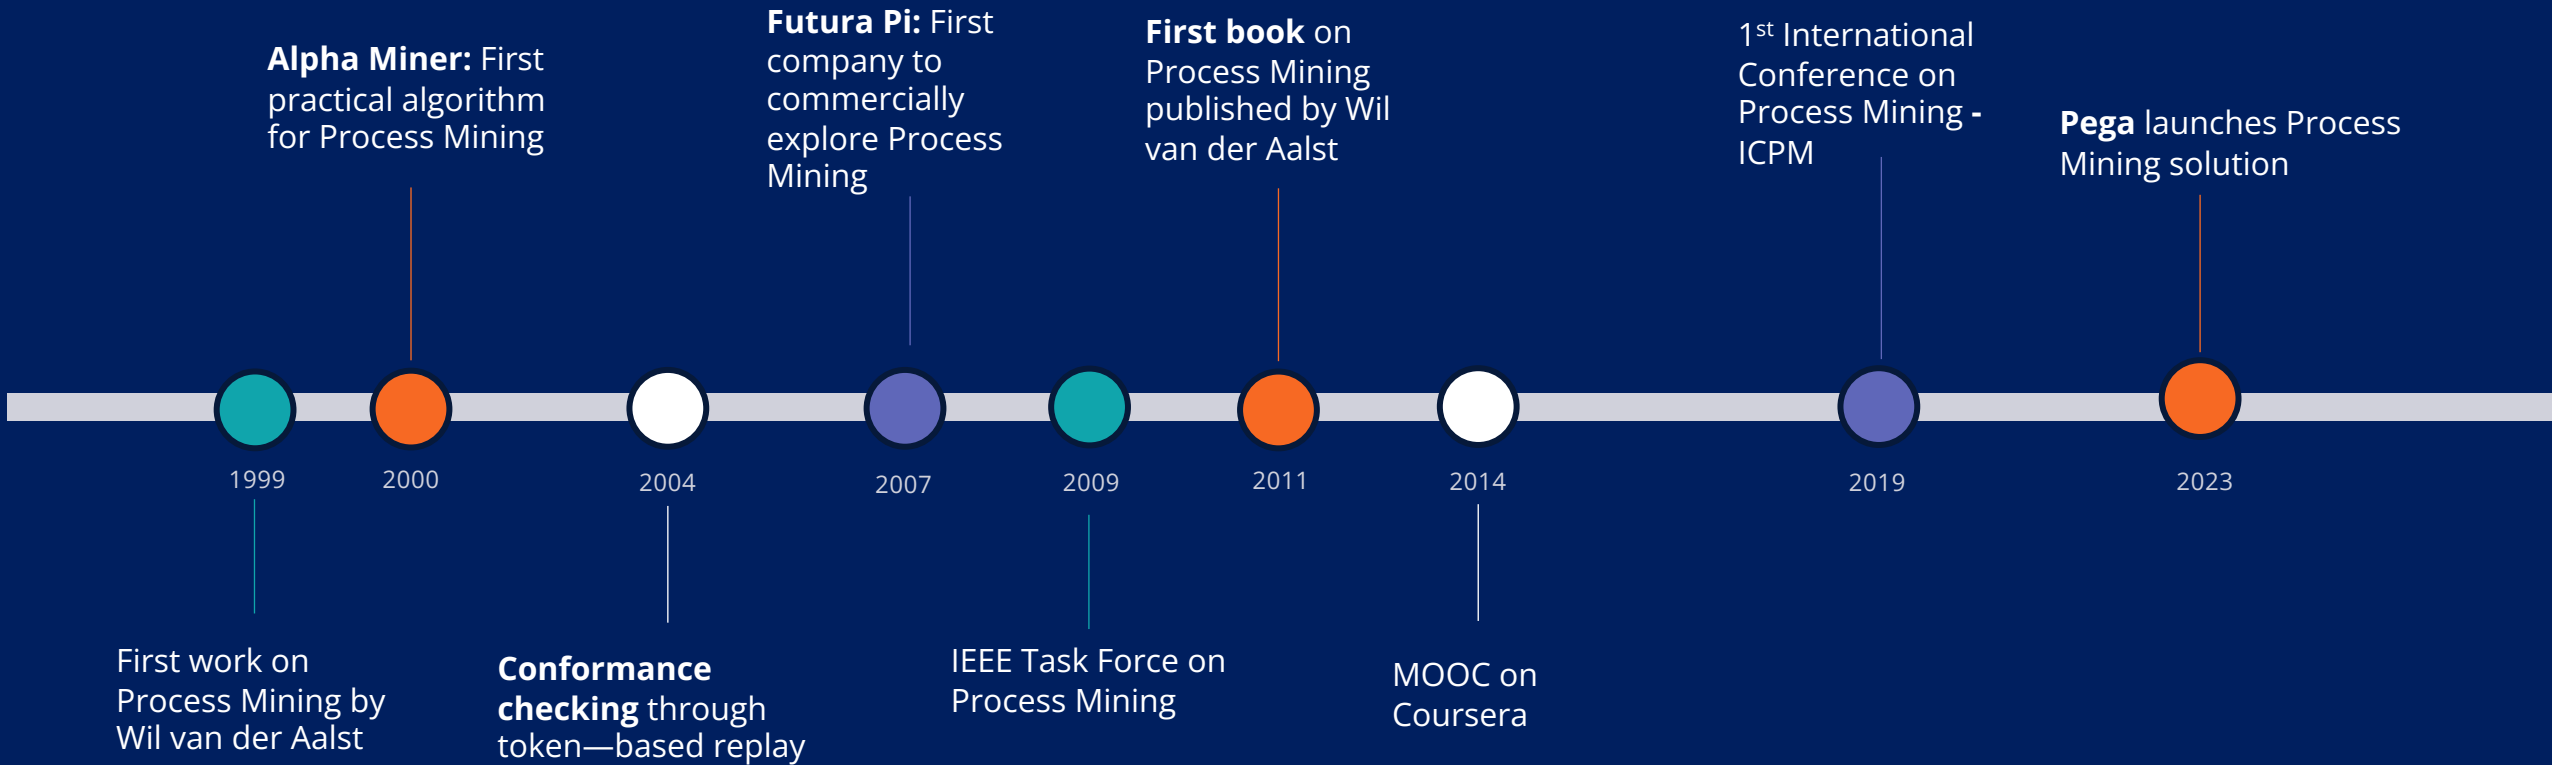 Alpha Miner: First
practical algorithm
for Process Mining
Futura Pi: First
company to
commercially
explore Process
Mining
First book on
Process Mining
published by Wil
van der Aalst
1st International
Conference on
Process Mining -
ICPM
Pega launches Process
Mining solution
1999
2000
2004
2007
2009
2011
2014
2019
2023
First work on
Process Mining by
Wil van der Aalst
Conformance
checking through
token—based replay
IEEE Task Force on
Process Mining
MOOC on
Coursera